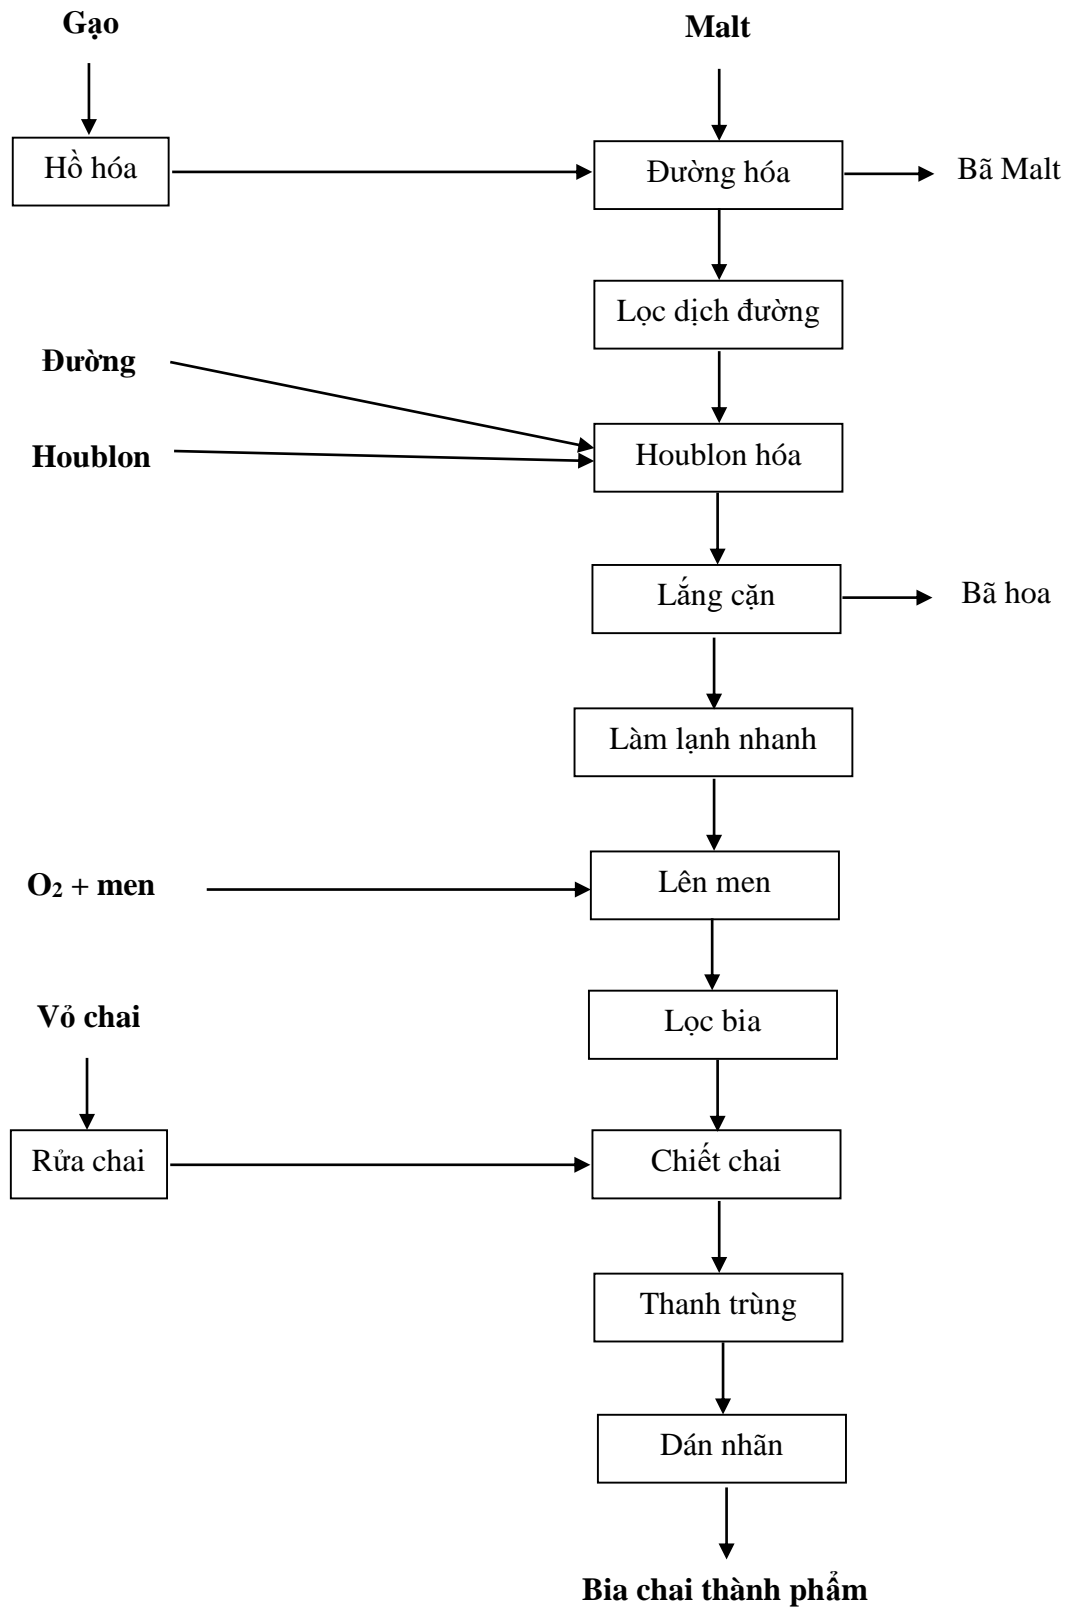 Gạo
Malt
Hồ hóa
Đường hóa
Bã Malt
Lọc dịch đường
Đường
Houblon
Houblon hóa
Lắng cặn
Bã hoa
Làm lạnh nhanh
O₂ + men
Lên men
Vỏ chai
Lọc bia
Rửa chai
Chiết chai
Thanh trùng
Dán nhãn
Bia chai thành phẩm